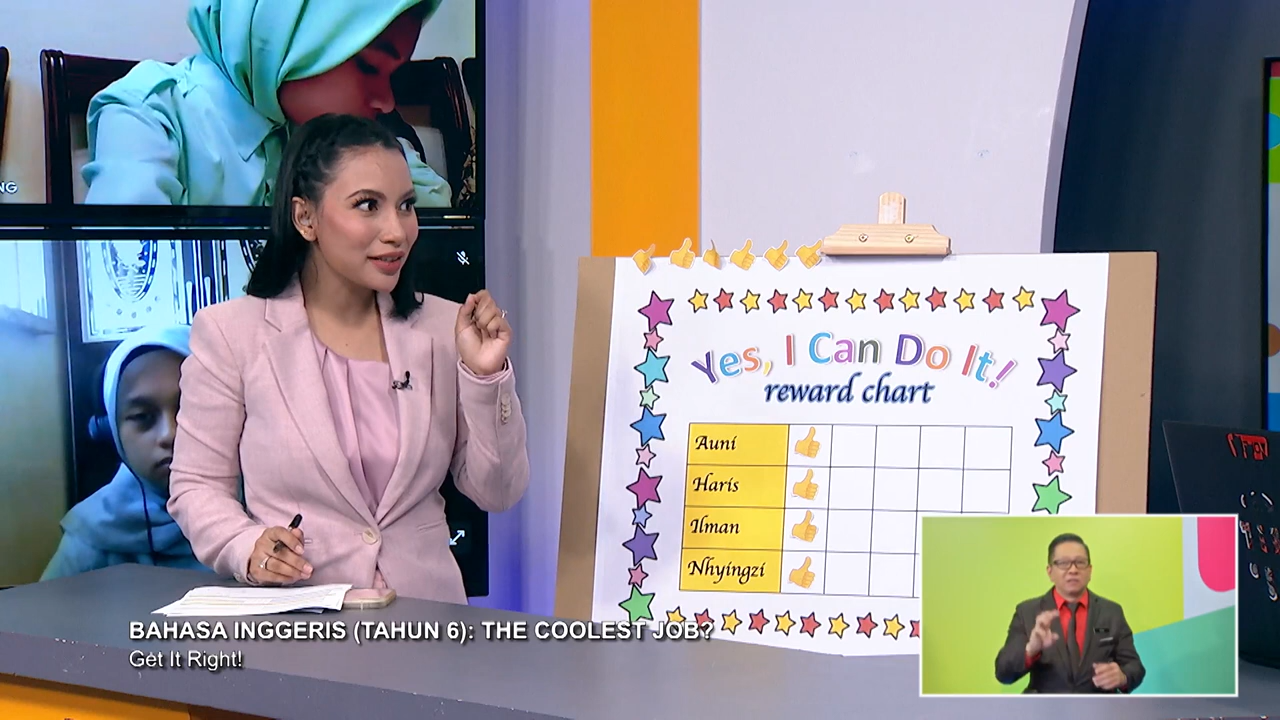 NG
Yes, I Can Do It!
reward chart
Auni
Haris
Ilman
Nhyingzi
BAHASA INGGERIS (TAHUN 6): THE COOLEST JOB?
Get It Right!